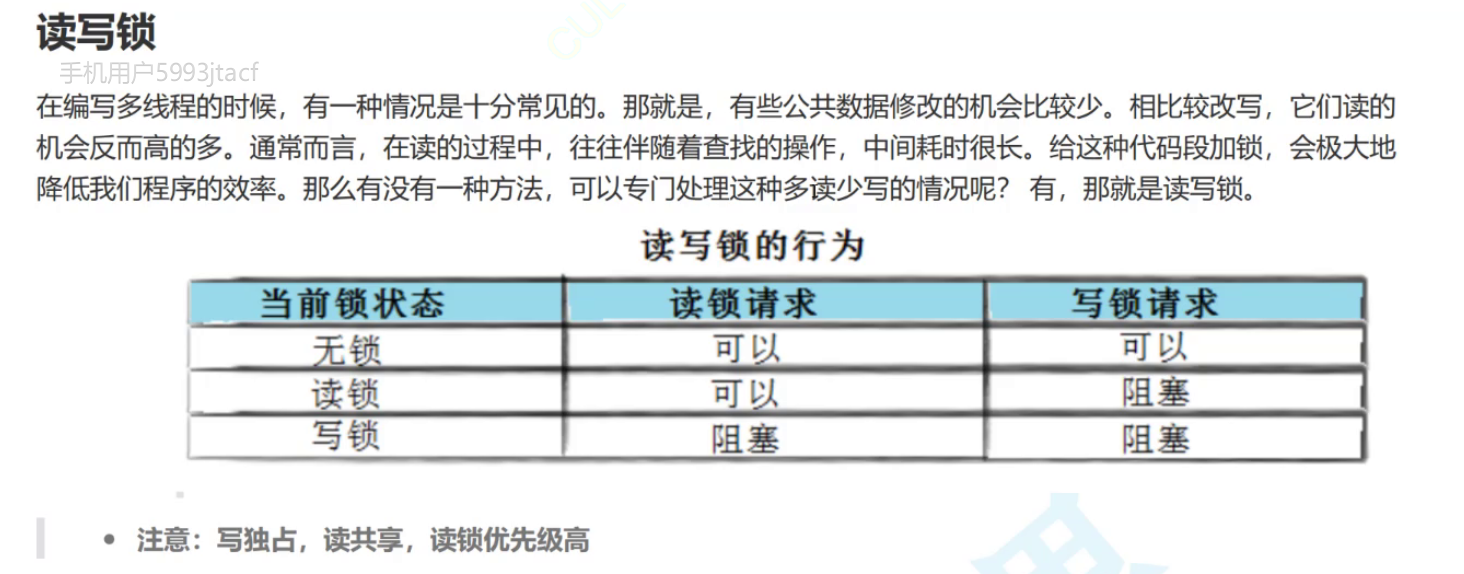 读写锁
手机用户5993jtacf
在编写多线程的时候，有一种情况是十分常见的。那就是，有些公共数据修改的机会比较少。相比较改写，它们读的
机会反而高的多。通常而言，在读的过程中，往往伴随着查找的操作，中间耗时很长。给这种代码段加锁，会极大地
降低我们程序的效率。那么有没有一种方法，可以专门处理这种多读少写的情况呢？ 有，那就是读写锁。
读写锁的行为
当前锁状态 读锁请求 写锁请求
无锁 可以 可以
读锁 可以 阻塞
写锁 阻塞 阻塞
• 注意：写独占，读共享，读锁优先级高